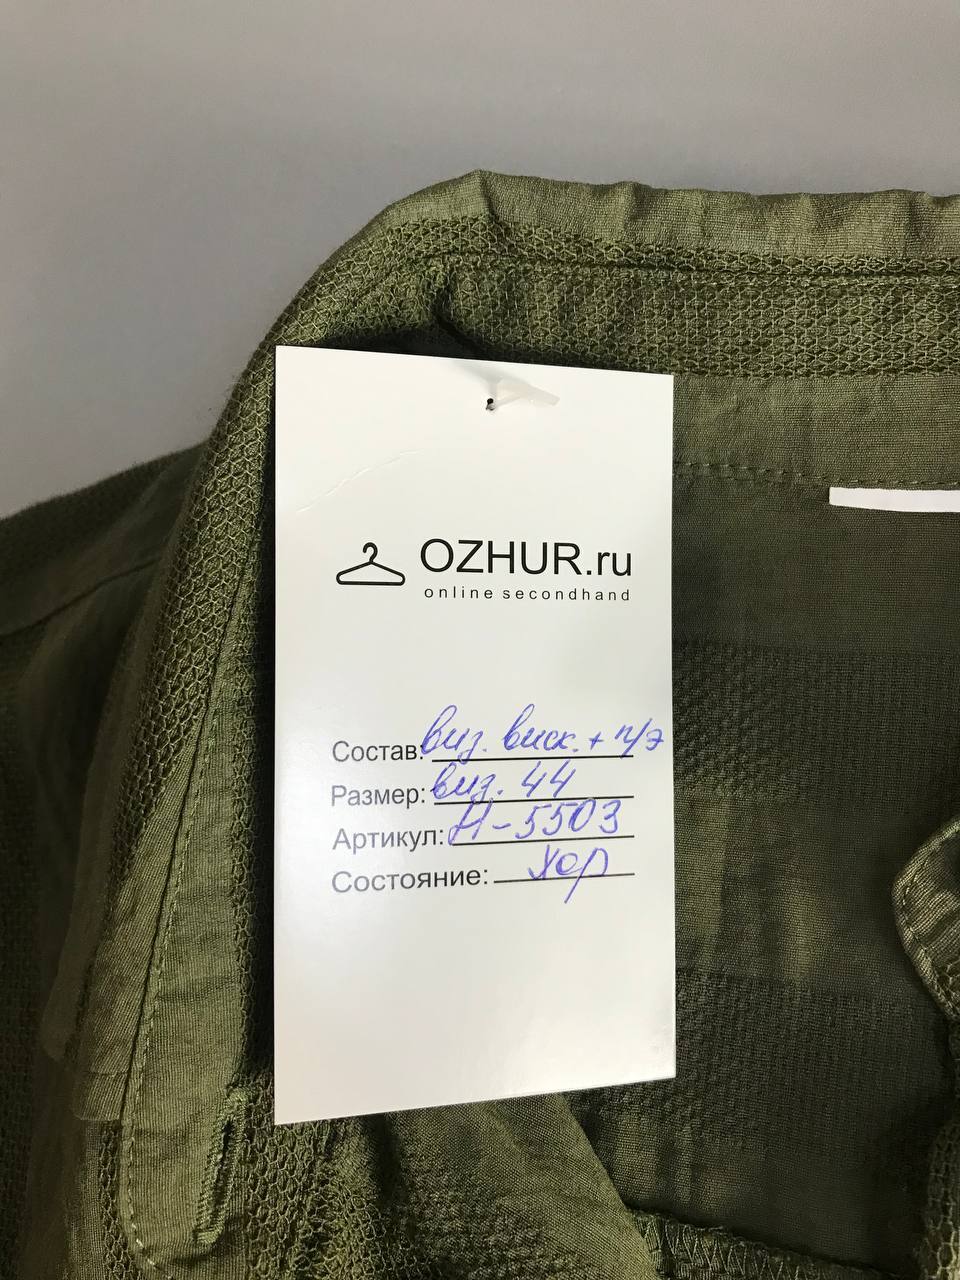 OZHUR.ru
online secondhand
Состав: виз. виск. + п/э
Размер: виз. 44
Артикул: Н-5503
Состояние: хор